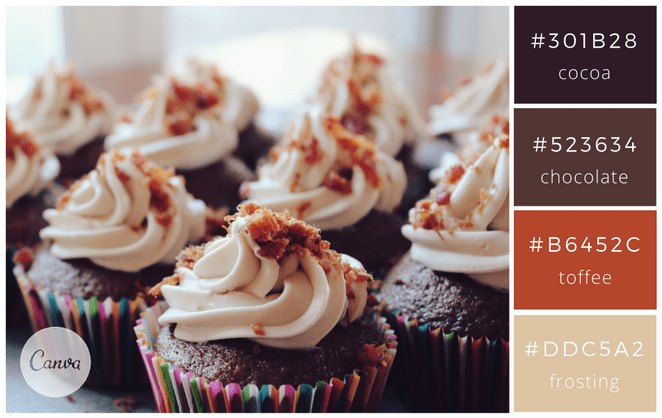 #301B28
cocoa
#523634
chocolate
#B6452C
toffee
#DDC5A2
frosting
Canva